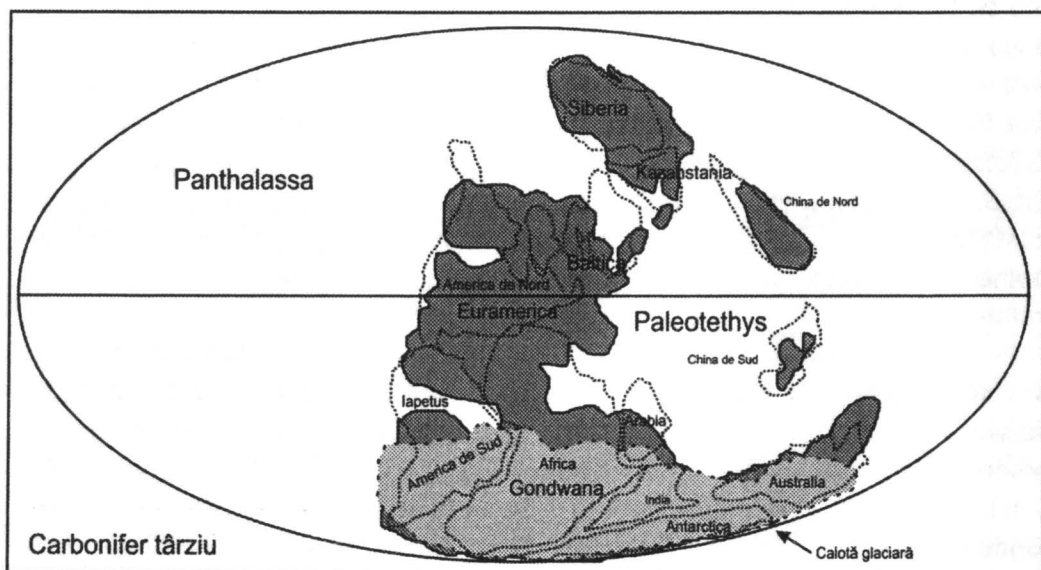 Siberia
Kazahstania
Panthalassa
China de Nord
Baltica
America de Nord
Euramerica
Paleotethys
China de Sud
Iapetus
Arabia
America de Sud
Africa
Gondwana
Australia
India
Antarctica
Carbonifer târziu
Calotă glaciară